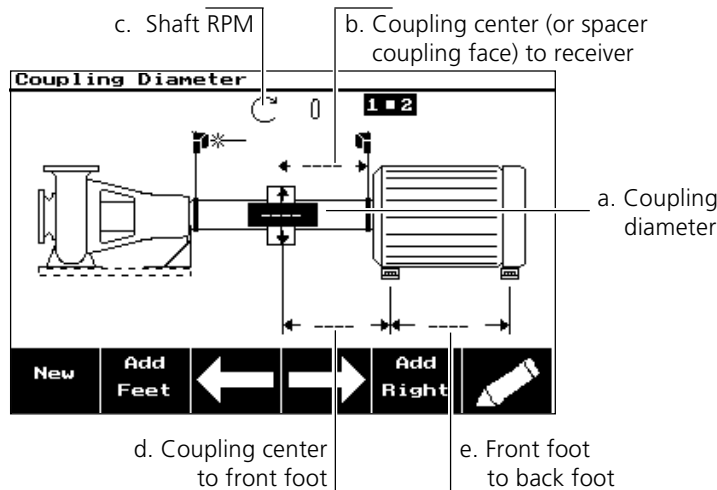 c. Shaft RPM
b. Coupling center (or spacer
coupling face) to receiver
Coupling Diameter
0
1 ■ 2
----
----
a. Coupling
diameter
---- ----
New
Add
Feet
Add
Right
d. Coupling center
to front foot
e. Front foot
to back foot